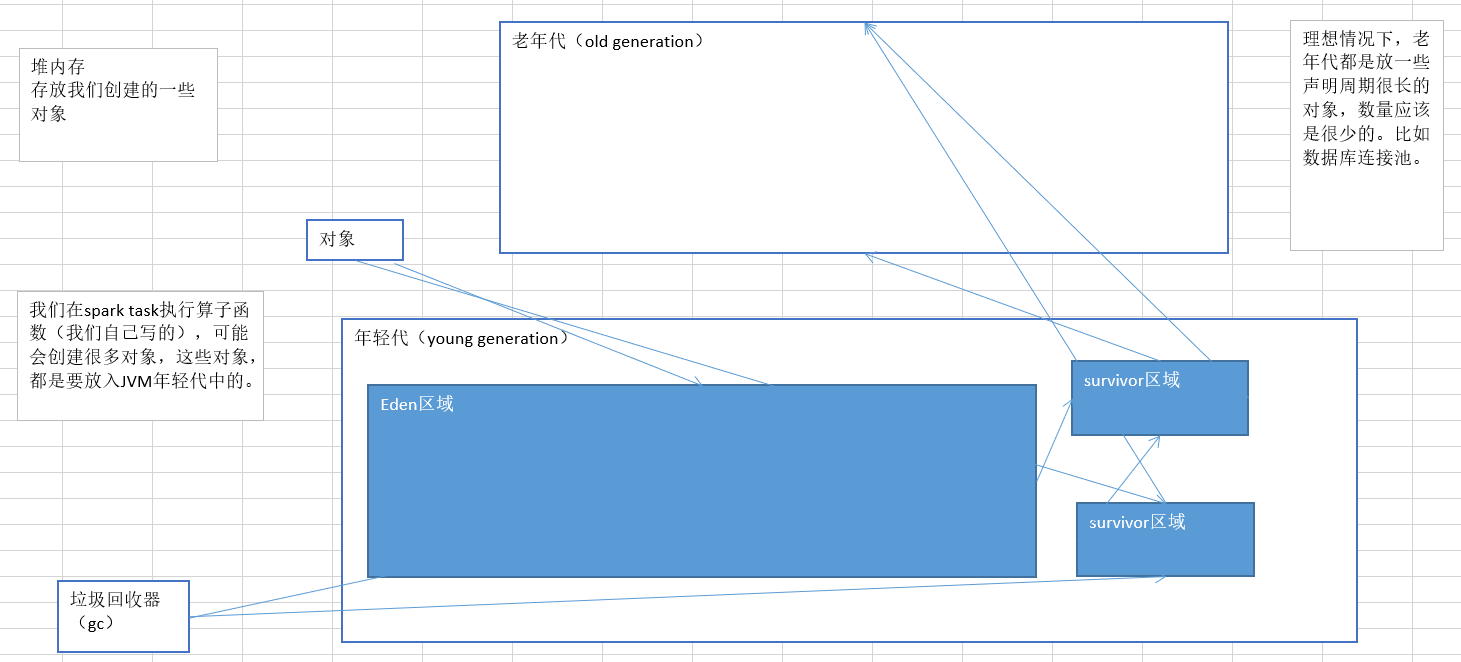 堆内存
存放我们创建的一些
对象
老年代（old generation）
理想情况下，老
年代都是放一些
声明周期很长的
对象，数量应该
是很少的。比如
数据库连接池。
对象
我们在spark task执行算子函
数（我们自己写的），可能
会创建很多对象，这些对象，
都是要放入JVM年轻代中的。
年轻代（young generation）
Eden区域
survivor区域
survivor区域
垃圾回收器
（gc）